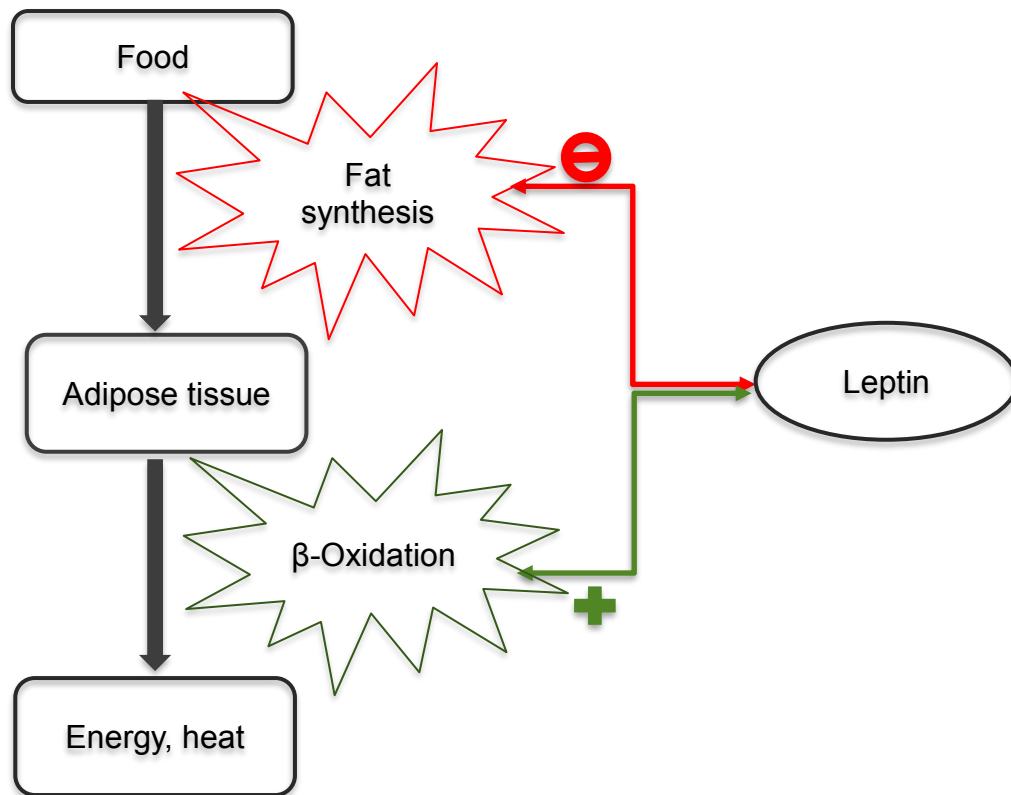 Food
Fat
synthesis
Adipose tissue
Leptin
β-Oxidation
Energy, heat